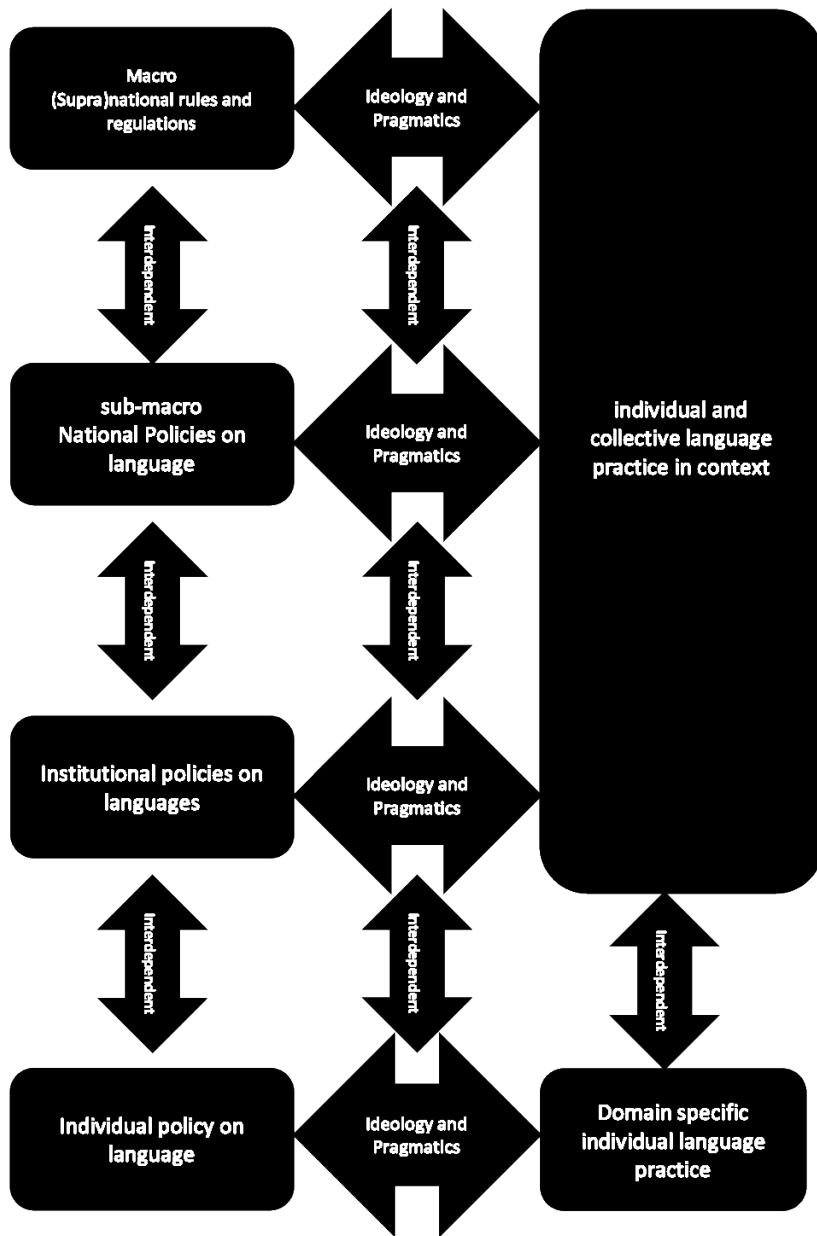 Macro
(Supra)national rules and
regulations
Ideology and
Pragmatics
Interdependent
Interdependent
sub-macro
National Policies on
language
Ideology and
Pragmatics
individual and
collective language
practice in context
Interdependent
Interdependent
Institutional policies on
languages
Ideology and
Pragmatics
Interdependent
Interdependent
Interdependent
Individual policy on
language
Ideology and
Pragmatics
Domain specific
individual language
practice